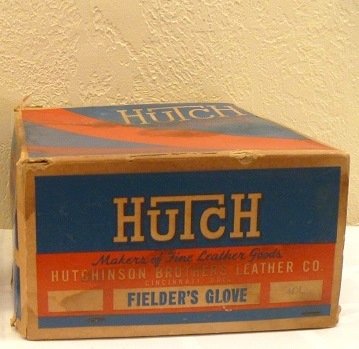 HUTCH
HUTCH
Makers of Fine Leather Goods
HUTCHINSON BROTHERS LEATHER CO.
CINCINNATI
FIELDER'S GLOVE